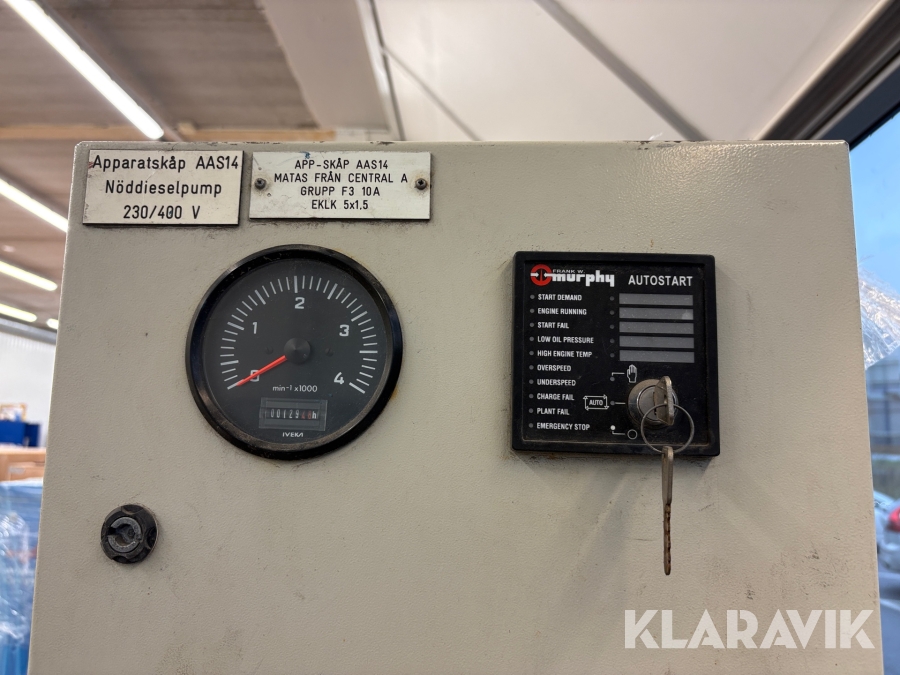 Apparatskåp AAS14
Nöddieselpump
230/400 V
APP-SKÅP AAS14
MATAS FRÅN CENTRAL A
GRUPP F3 10A
EKLK 5x1,5
0 1 2 3 4
min-1 x1000
h
IVEKA
FRANK W.
murphy
AUTOSTART
START DEMAND
ENGINE RUNNING
START FAIL
LOW OIL PRESSURE
HIGH ENGINE TEMP
OVERSPEED
UNDERSPEED
CHARGE FAIL
AUTO
PLANT FAIL
EMERGENCY STOP
KLARAVIK